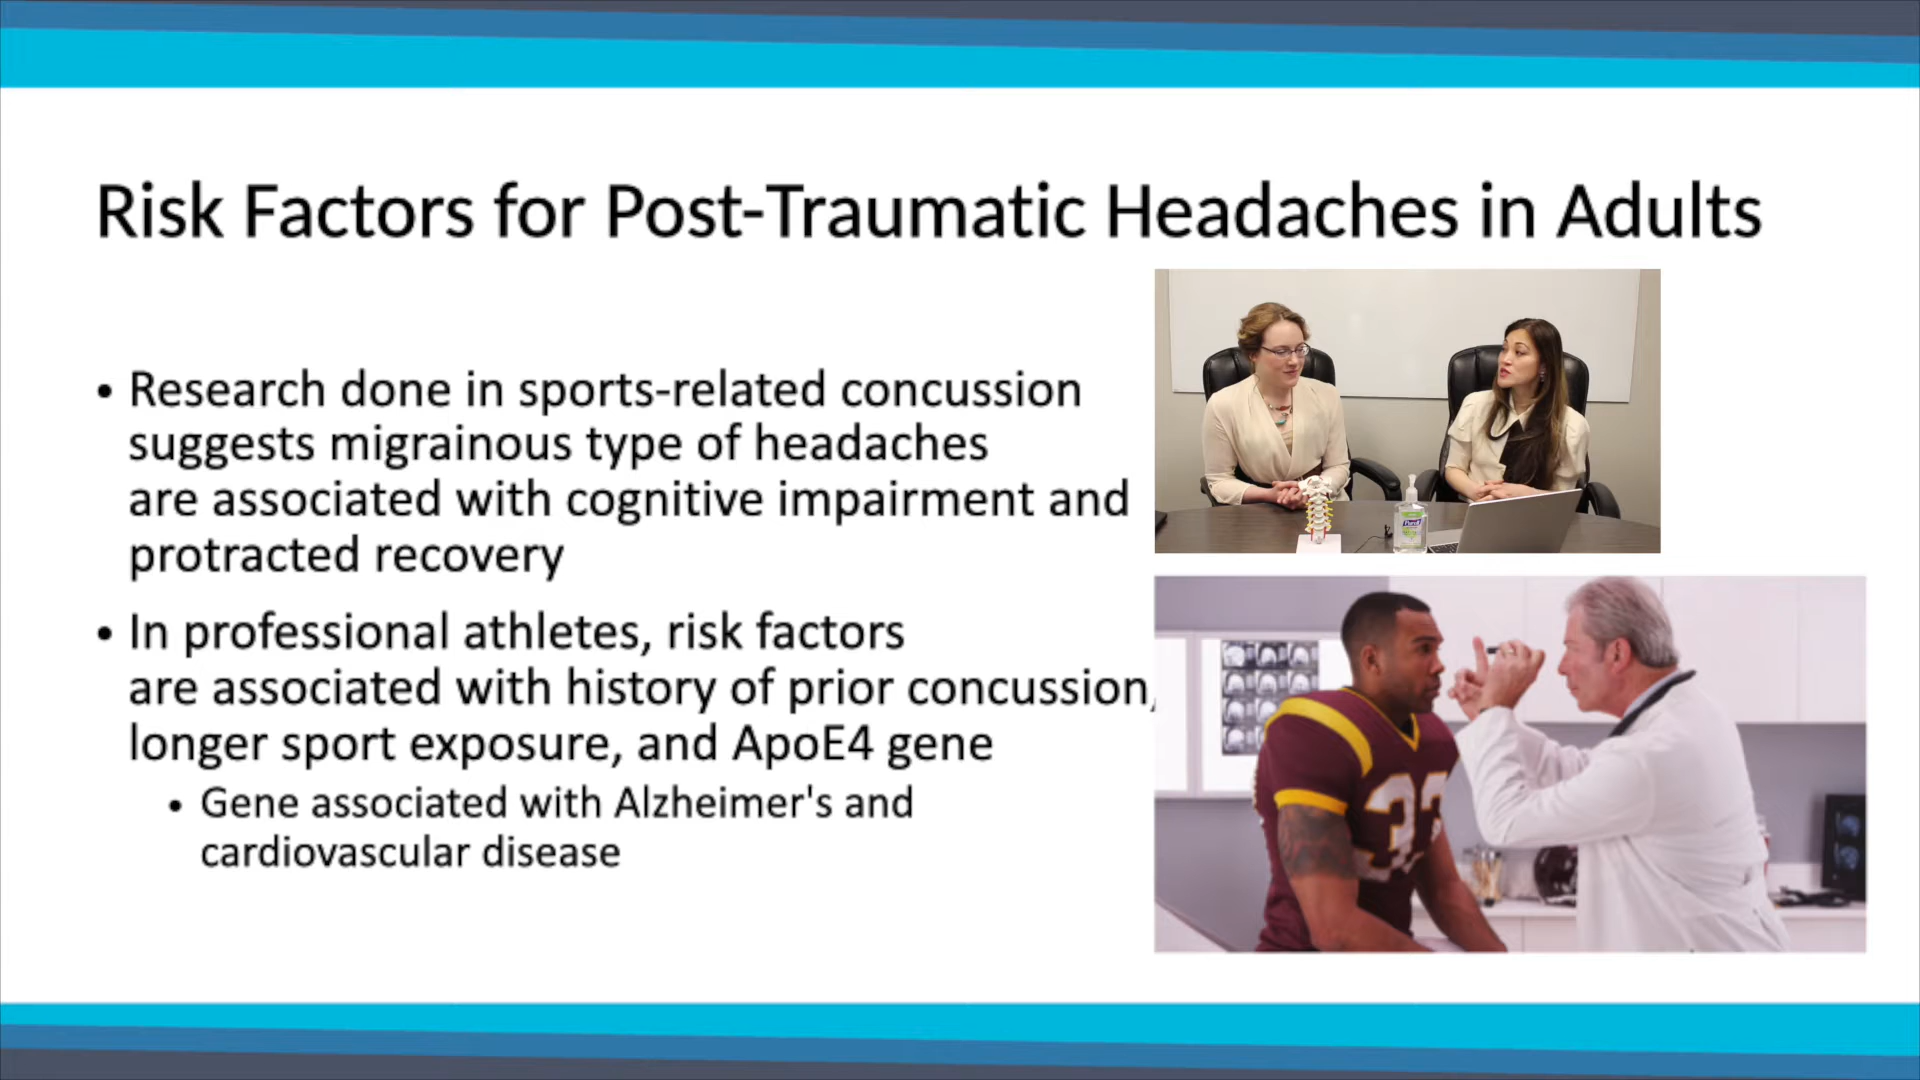 Risk Factors for Post-Traumatic Headaches in Adults
• Research done in sports-related concussion
suggests migrainous type of headaches
are associated with cognitive impairment and
protracted recovery
• In professional athletes, risk factors
are associated with history of prior concussion,
longer sport exposure, and ApoE4 gene
• Gene associated with Alzheimer's and
cardiovascular disease
Purell
33